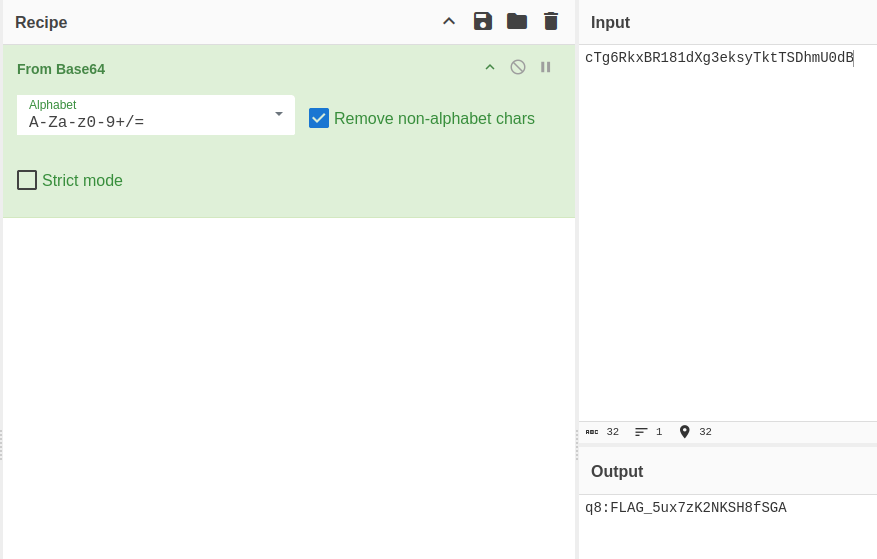 Recipe
From Base64
Alphabet
A-Za-z0-9+/=
Remove non-alphabet chars
Strict mode
Input
cTg6RkxBR181dXg3eksyTktTSDhmU0dB
ABC 32 1 32
Output
q8:FLAG_5ux7zK2NKSH8fSGA